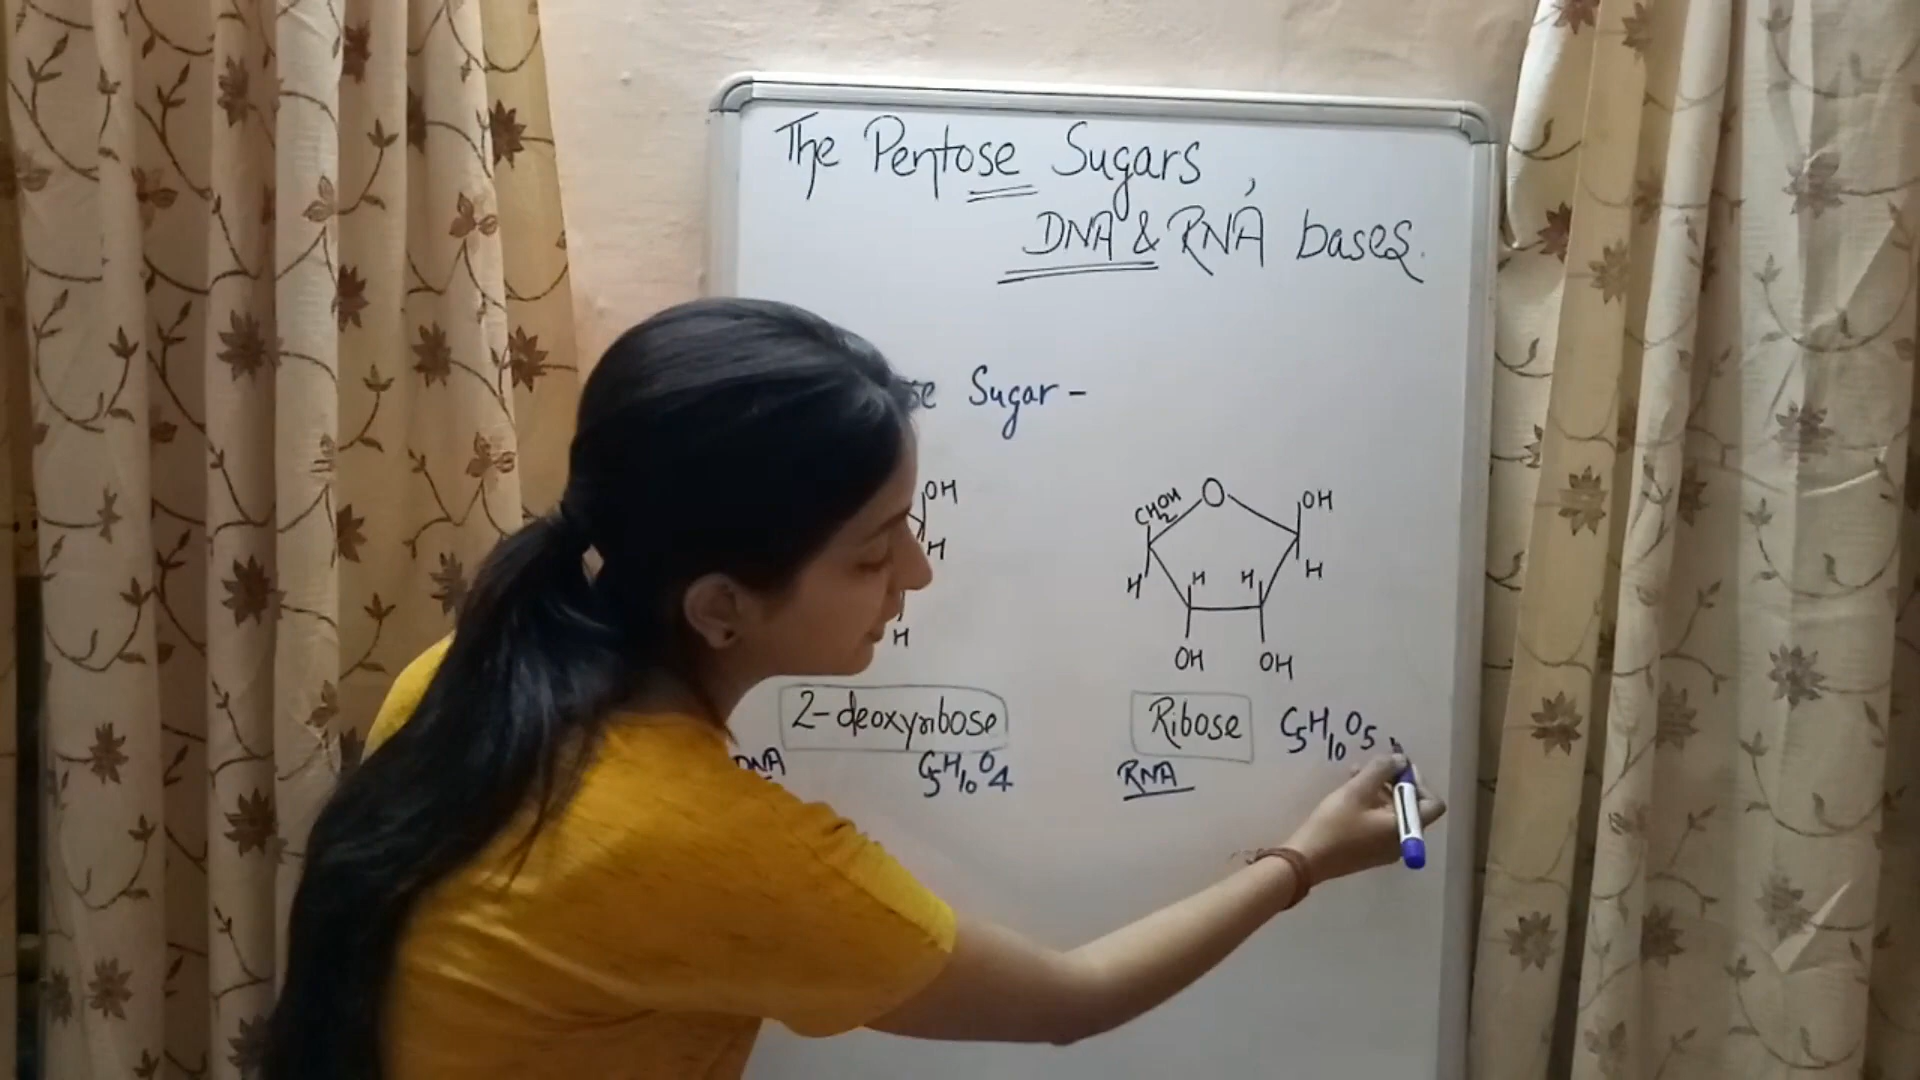 The Pentose Sugars,
DNA & RNA bases.
Sugar -
OH
H
H
CH2OH O OH
H H H H
OH OH
2-deoxyribose
DNA C5H10O4
Ribose C5H10O5
RNA